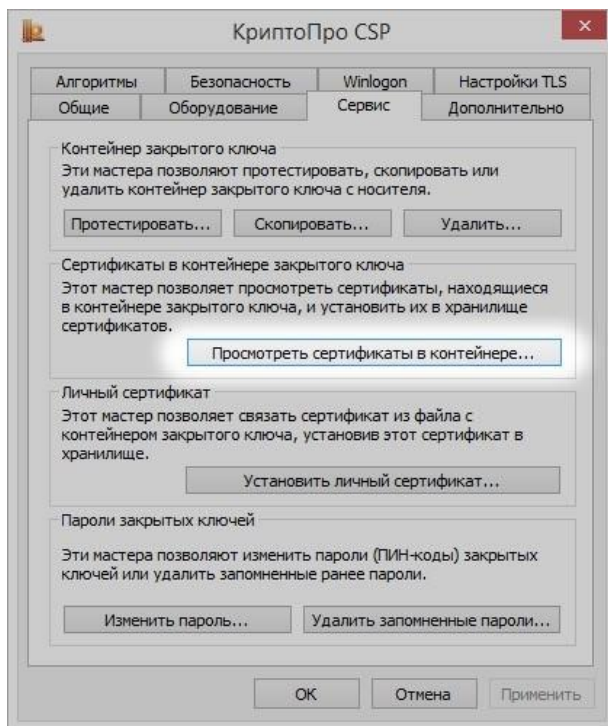 КриптоПро CSP
Алгоритмы Безопасность Winlogon Настройки TLS
Общие Оборудование Сервис Дополнительно
Контейнер закрытого ключа
Эти мастера позволяют протестировать, скопировать или
удалить контейнер закрытого ключа с носителя.
Протестировать... Скопировать... Удалить...
Сертификаты в контейнере закрытого ключа
Этот мастер позволяет просмотреть сертификаты, находящиеся
в контейнере закрытого ключа, и установить их в хранилище
сертификатов.
Просмотреть сертификаты в контейнере...
Личный сертификат
Этот мастер позволяет связать сертификат из файла с
контейнером закрытого ключа, установив этот сертификат в
хранилище.
Установить личный сертификат...
Пароли закрытых ключей
Эти мастера позволяют изменить пароли (ПИН-коды) закрытых
ключей или удалить запомненные ранее пароли.
Изменить пароль... Удалить запомненные пароли...
ОК Отмена Применить